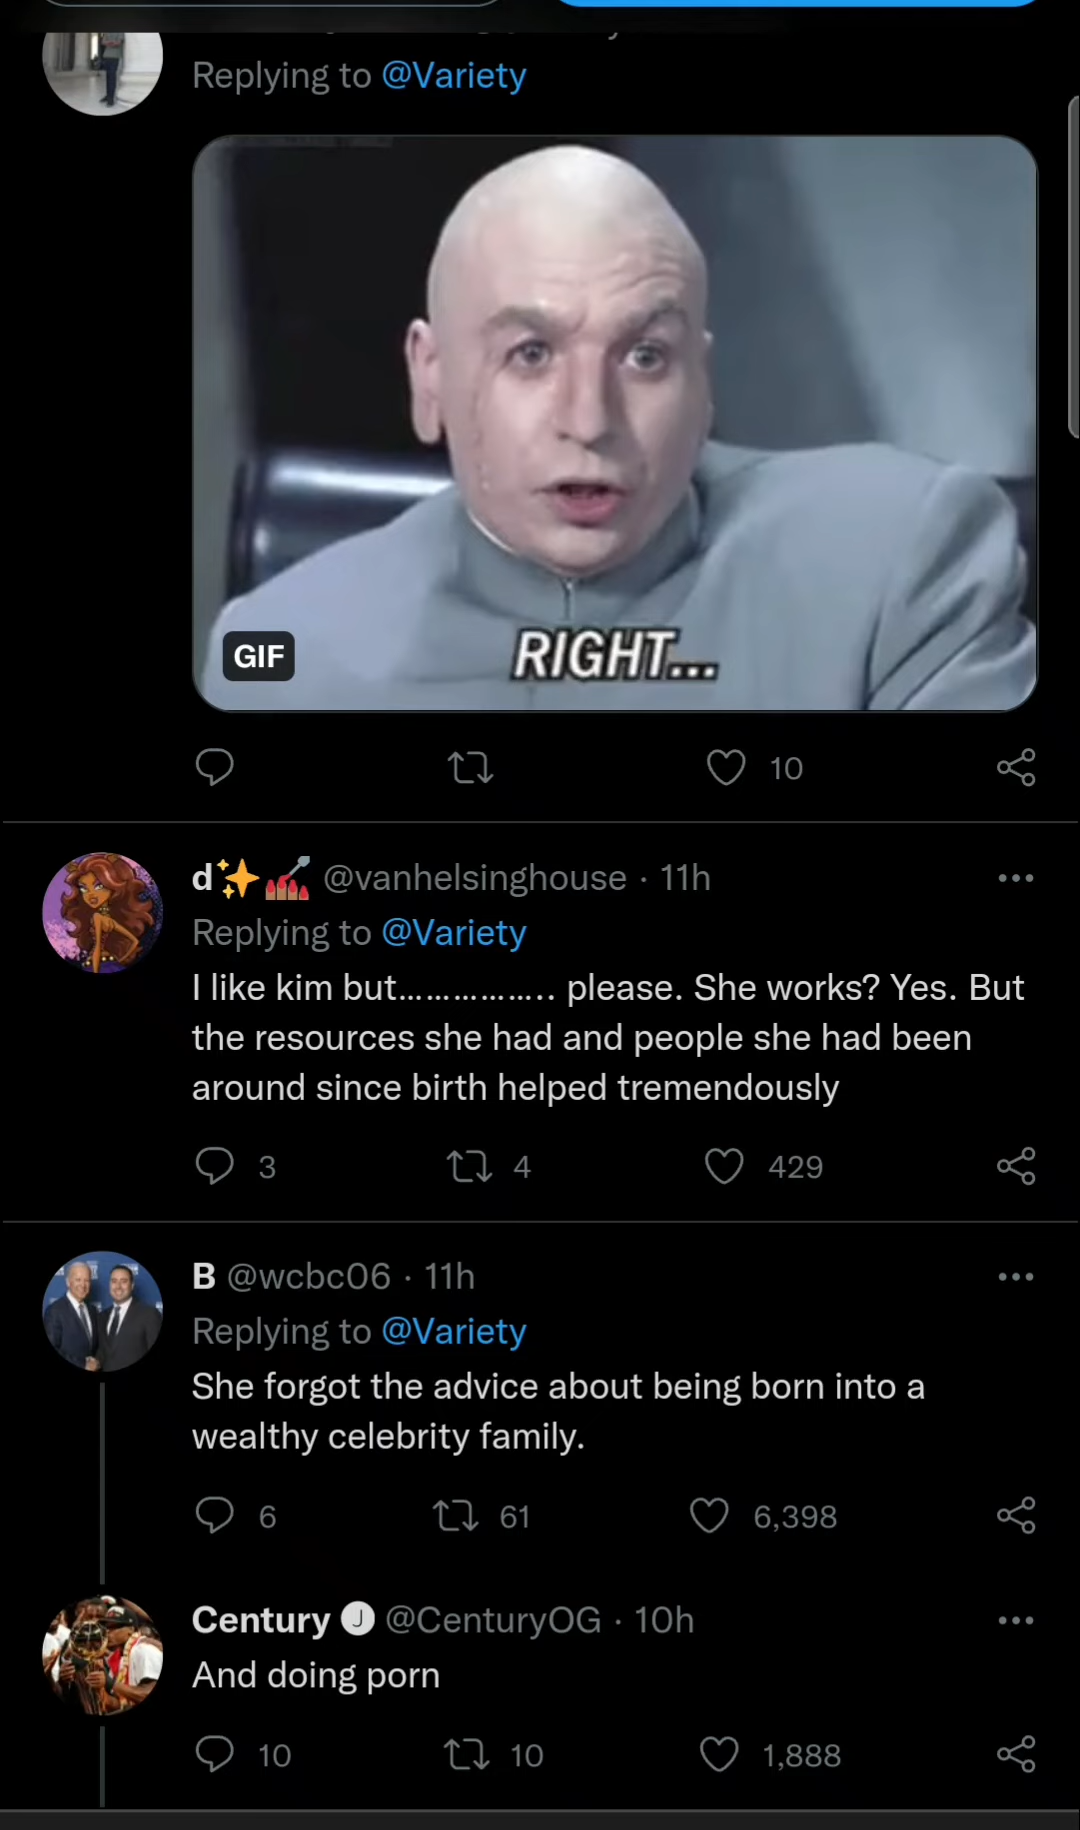 Replying to @Variety
GIF
RIGHT...
10
d✨💅🏽 @vanhelsinghouse · 11h
Replying to @Variety
I like kim but................ please. She works? Yes. But
the resources she had and people she had been
around since birth helped tremendously
3 4 429
B @wcbc06 · 11h
Replying to @Variety
She forgot the advice about being born into a
wealthy celebrity family.
6 61 6,398
Century J @CenturyOG · 10h
And doing porn
10 10 1,888